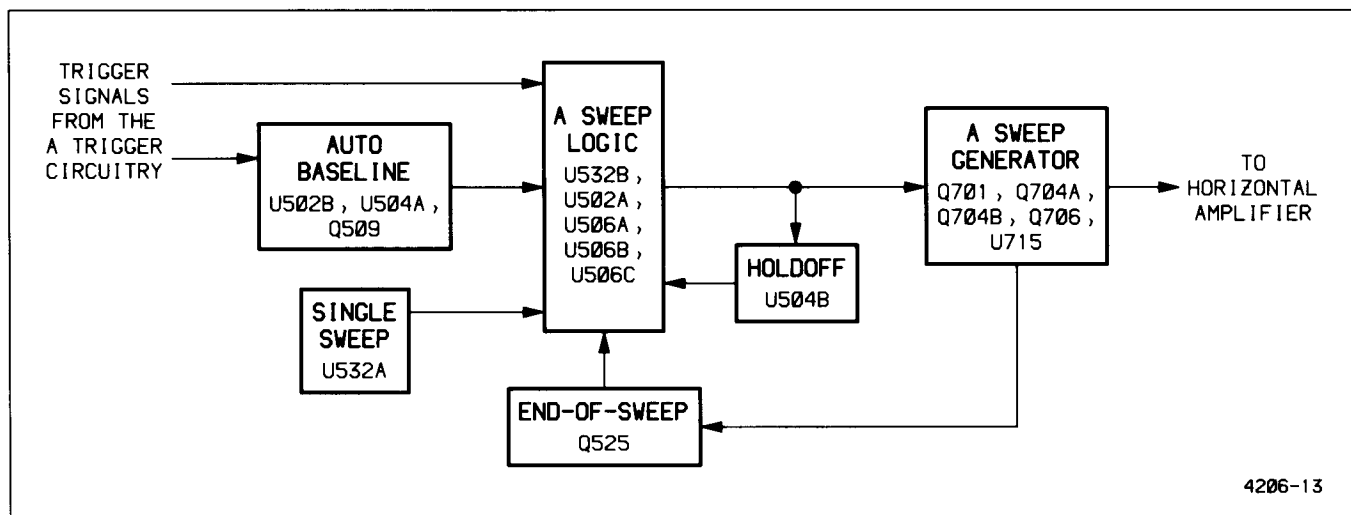 TRIGGER
SIGNALS
FROM THE
A TRIGGER
CIRCUITRY
AUTO
BASELINE
U502B, U504A,
Q509
SINGLE
SWEEP
U532A
A SWEEP
LOGIC
U532B,
U502A,
U506A,
U506B,
U506C
END-OF-SWEEP
Q525
HOLDOFF
U504B
A SWEEP
GENERATOR
Q701, Q704A,
Q704B, Q706,
U715
TO
HORIZONTAL
AMPLIFIER
4206-13